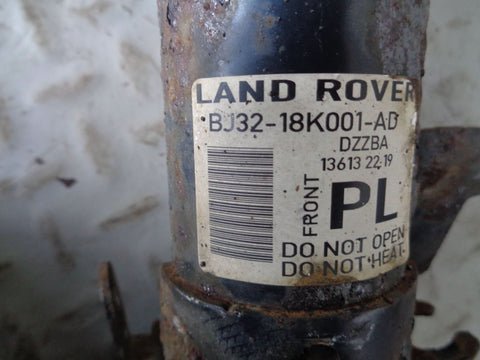 LAND ROVER
BJ32-18K001-AD
DZZBA
13613 22:19
FRONT
PL
DO NOT OPEN
DO NOT HEAT